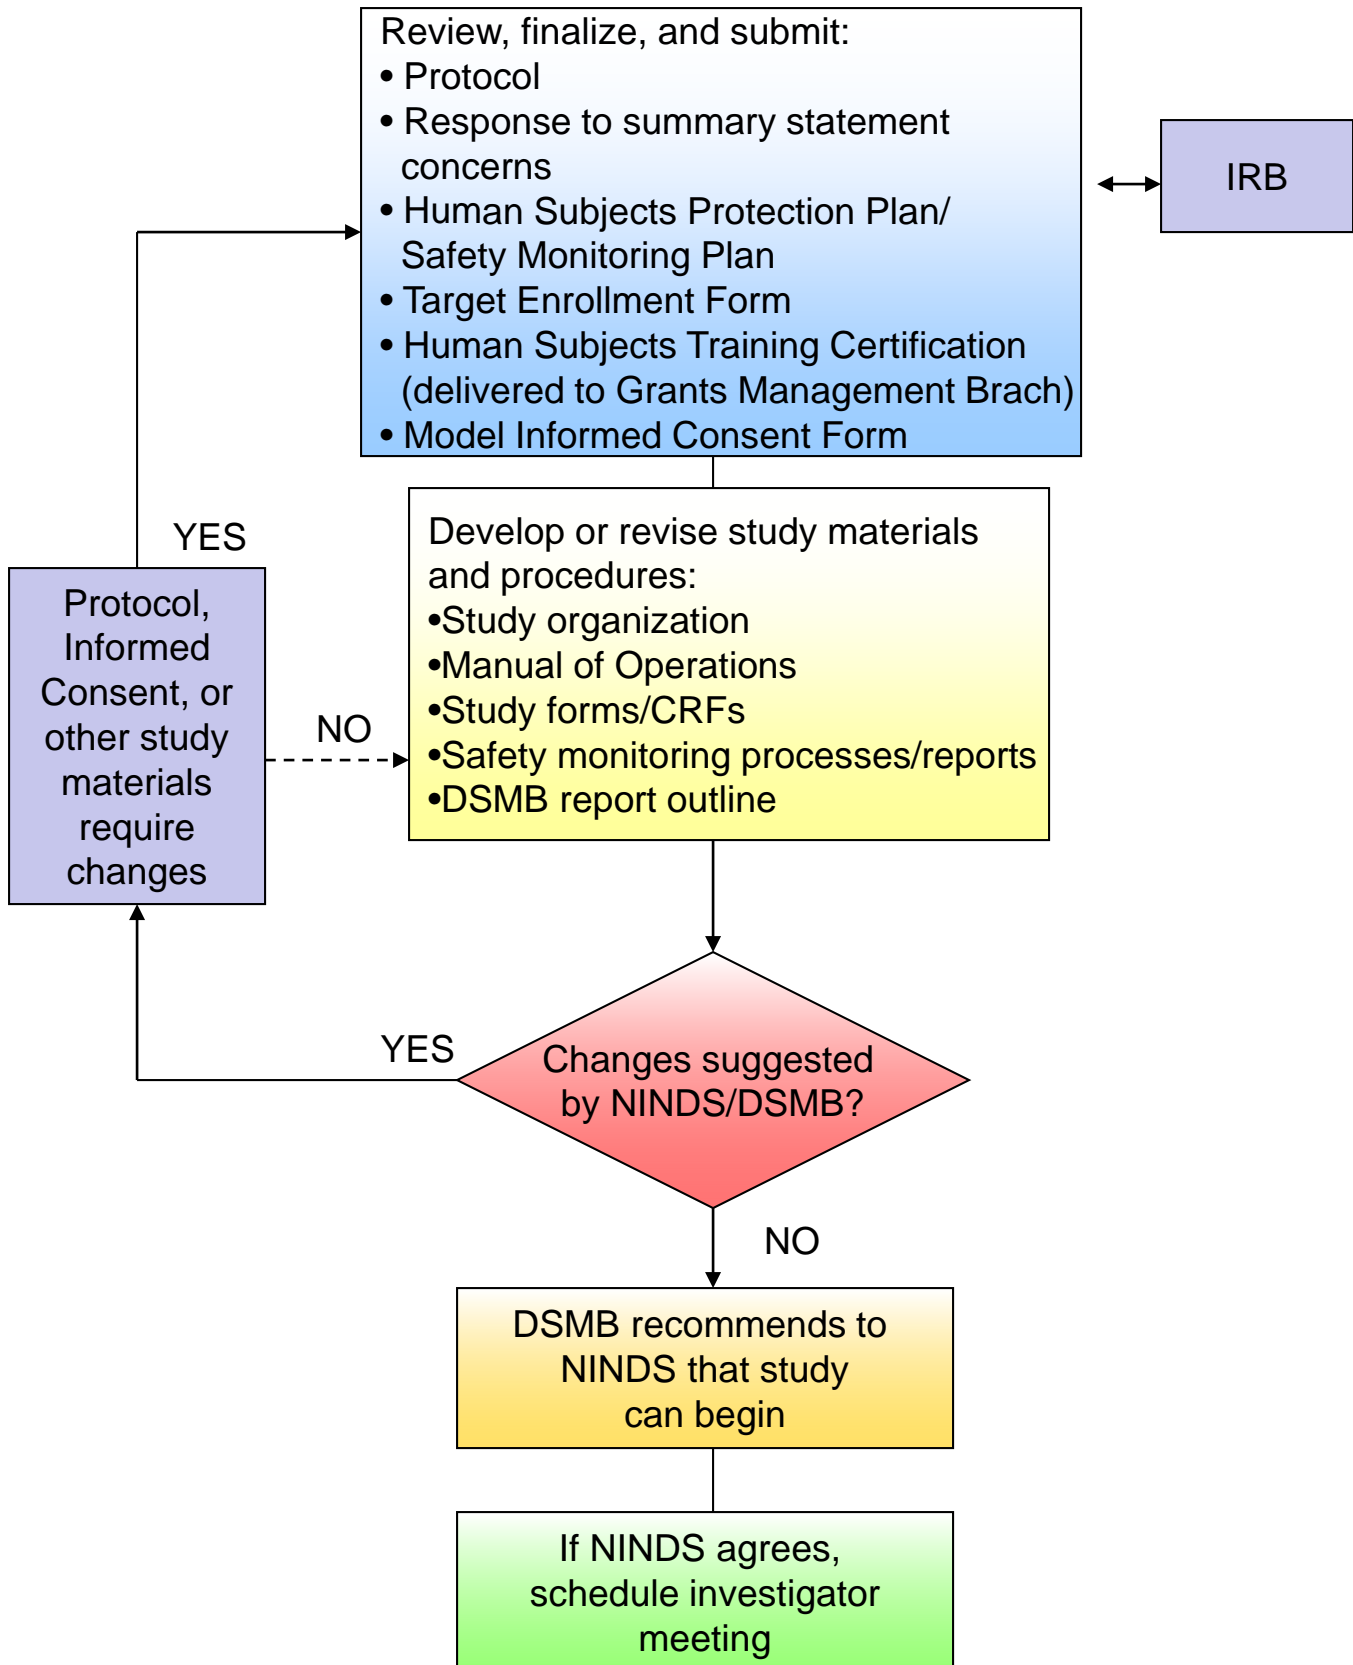 Review, finalize, and submit:
• Protocol
• Response to summary statement
concerns
• Human Subjects Protection Plan/
Safety Monitoring Plan
• Target Enrollment Form
• Human Subjects Training Certification
(delivered to Grants Management Brach)
• Model Informed Consent Form
IRB
YES
Protocol,
Informed
Consent, or
other study
materials
require
changes
NO
Develop or revise study materials
and procedures:
•Study organization
•Manual of Operations
•Study forms/CRFs
•Safety monitoring processes/reports
•DSMB report outline
YES
Changes suggested
by NINDS/DSMB?
NO
DSMB recommends to
NINDS that study
can begin
If NINDS agrees,
schedule investigator
meeting